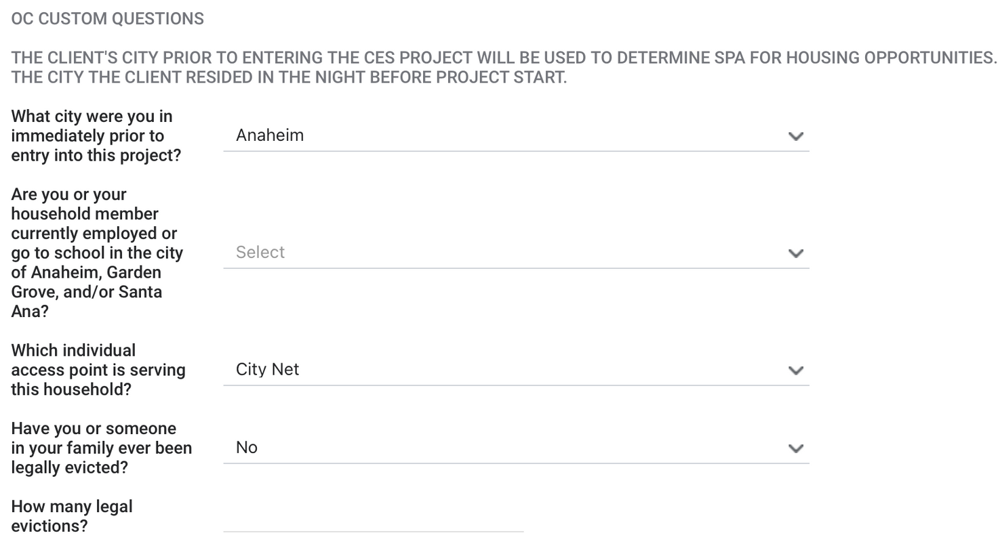 OC CUSTOM QUESTIONS
THE CLIENT'S CITY PRIOR TO ENTERING THE CES PROJECT WILL BE USED TO DETERMINE SPA FOR HOUSING OPPORTUNITIES.
THE CITY THE CLIENT RESIDED IN THE NIGHT BEFORE PROJECT START.
What city were you in
immediately prior to
entry into this project?
Anaheim
Are you or your
household member
currently employed or
go to school in the city
of Anaheim, Garden
Grove, and/or Santa
Ana?
Select
Which individual
access point is serving
this household?
City Net
Have you or someone
in your family ever been
legally evicted?
No
How many legal
evictions?